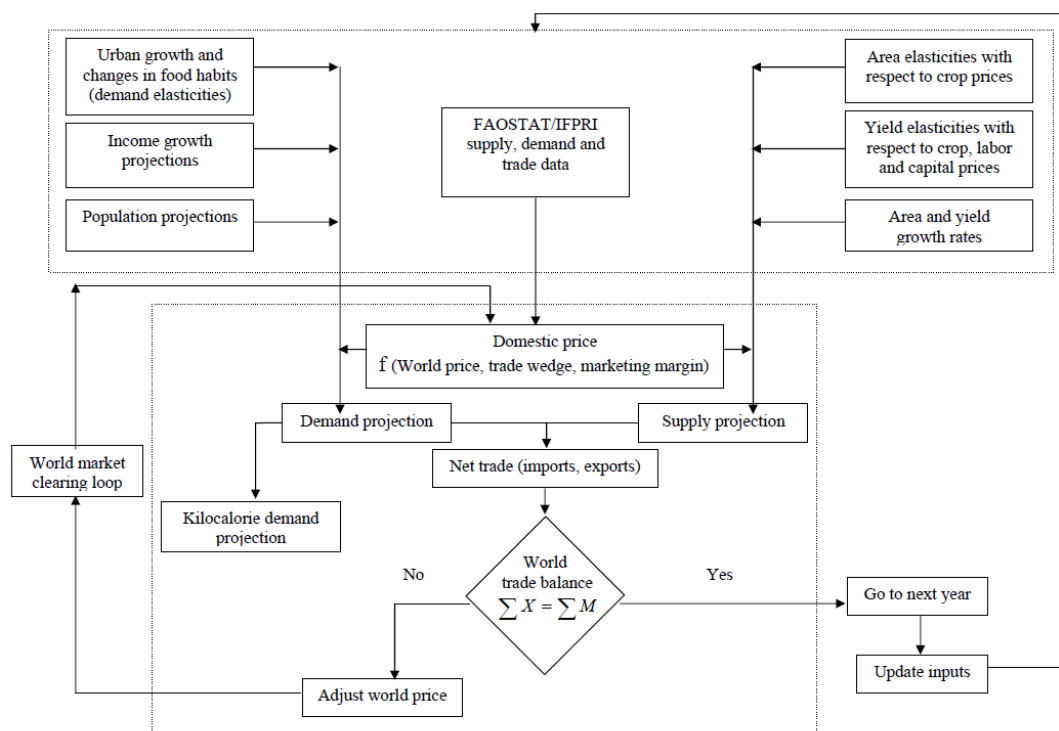 Urban growth and
changes in food habits
(demand elasticities)
Income growth
projections
Population projections
FAOSTAT/IFPRI
supply, demand and
trade data
Area elasticities with
respect to crop prices
Yield elasticities with
respect to crop, labor
and capital prices
Area and yield
growth rates
Domestic price
f (World price, trade wedge, marketing margin)
Demand projection
Supply projection
World market
clearing loop
Net trade (imports, exports)
Kilocalorie demand
projection
World
trade balance
∑ X = ∑ M
No
Yes
Go to next year
Update inputs
Adjust world price